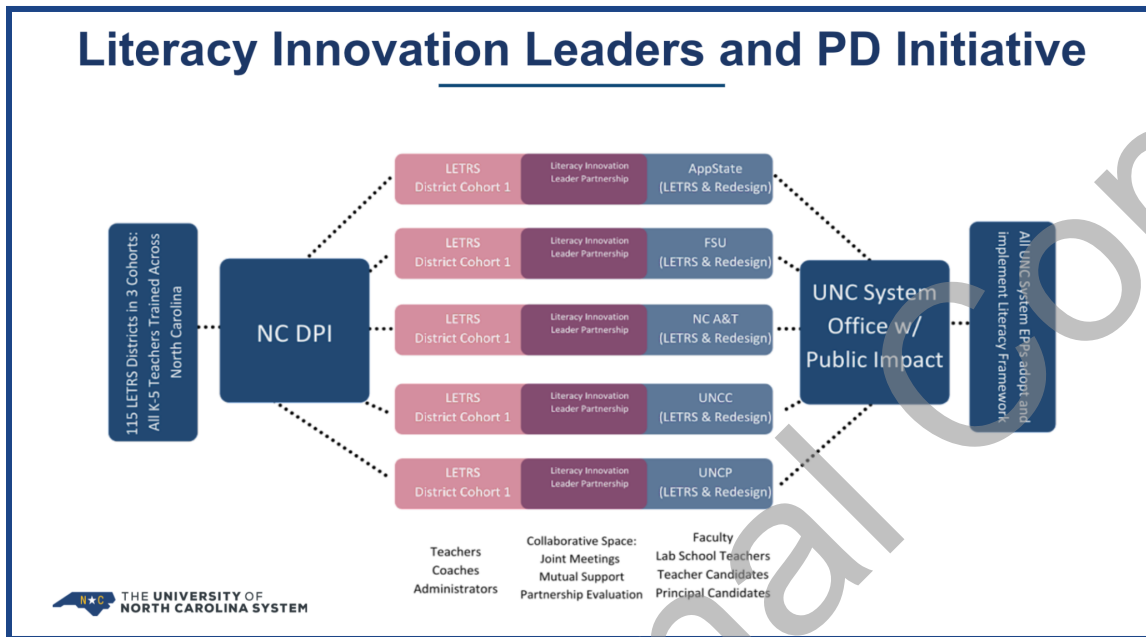 Literacy Innovation Leaders and PD Initiative
115 LETRS Districts in 3 Cohorts:
All K-5 Teachers Trained Across
North Carolina
NC DPI
LETRS
District Cohort 1
Literacy Innovation
Leader Partnership
AppState
(LETRS & Redesign)
LETRS
District Cohort 1
Literacy Innovation
Leader Partnership
FSU
(LETRS & Redesign)
LETRS
District Cohort 1
Literacy Innovation
Leader Partnership
NC A&T
(LETRS & Redesign)
LETRS
District Cohort 1
Literacy Innovation
Leader Partnership
UNCC
(LETRS & Redesign)
LETRS
District Cohort 1
Literacy Innovation
Leader Partnership
UNCP
(LETRS & Redesign)
UNC System
Office w/
Public Impact
All UNC System EPPs adopt and
implement Literacy Framework
Teachers
Coaches
Administrators
Collaborative Space:
Joint Meetings
Mutual Support
Partnership Evaluation
Faculty
Lab School Teachers
Teacher Candidates
Principal Candidates
N★C
THE UNIVERSITY OF
NORTH CAROLINA SYSTEM